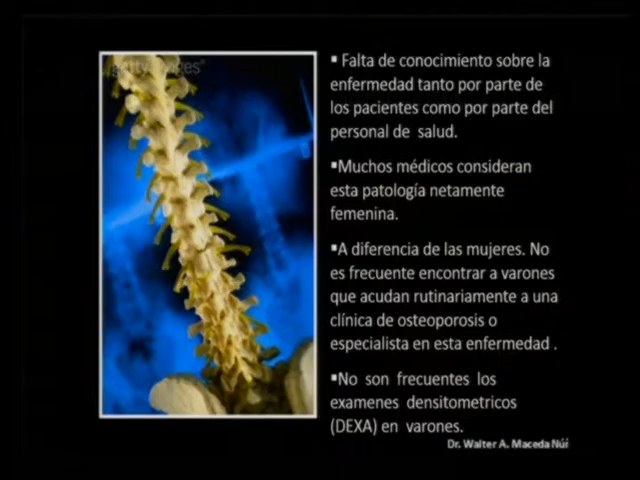 gettyimages®
▪ Falta de conocimiento sobre la
enfermedad tanto por parte de
los pacientes como por parte del
personal de salud.
▪Muchos médicos consideran
esta patología netamente
femenina.
▪A diferencia de las mujeres. No
es frecuente encontrar a varones
que acudan rutinariamente a una
clínica de osteoporosis o
especialista en esta enfermedad .
▪No son frecuentes los
examenes densitometricos
(DEXA) en varones.
Dr. Walter A. Maceda Núí